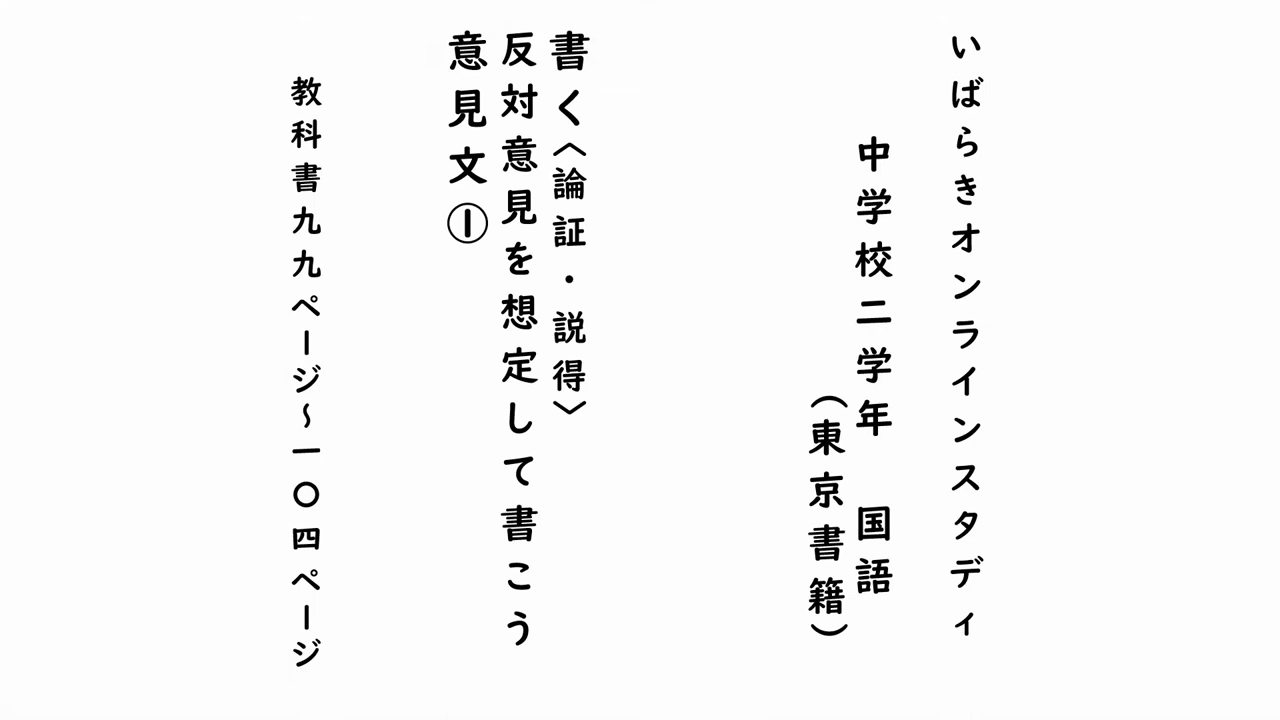 いばらきオンラインスタディ
中学校二学年　国語
（東京書籍）
書く〈論証・説得〉
反対意見を想定して書こう
意見文①
教科書九九ページ〜一〇四ページ